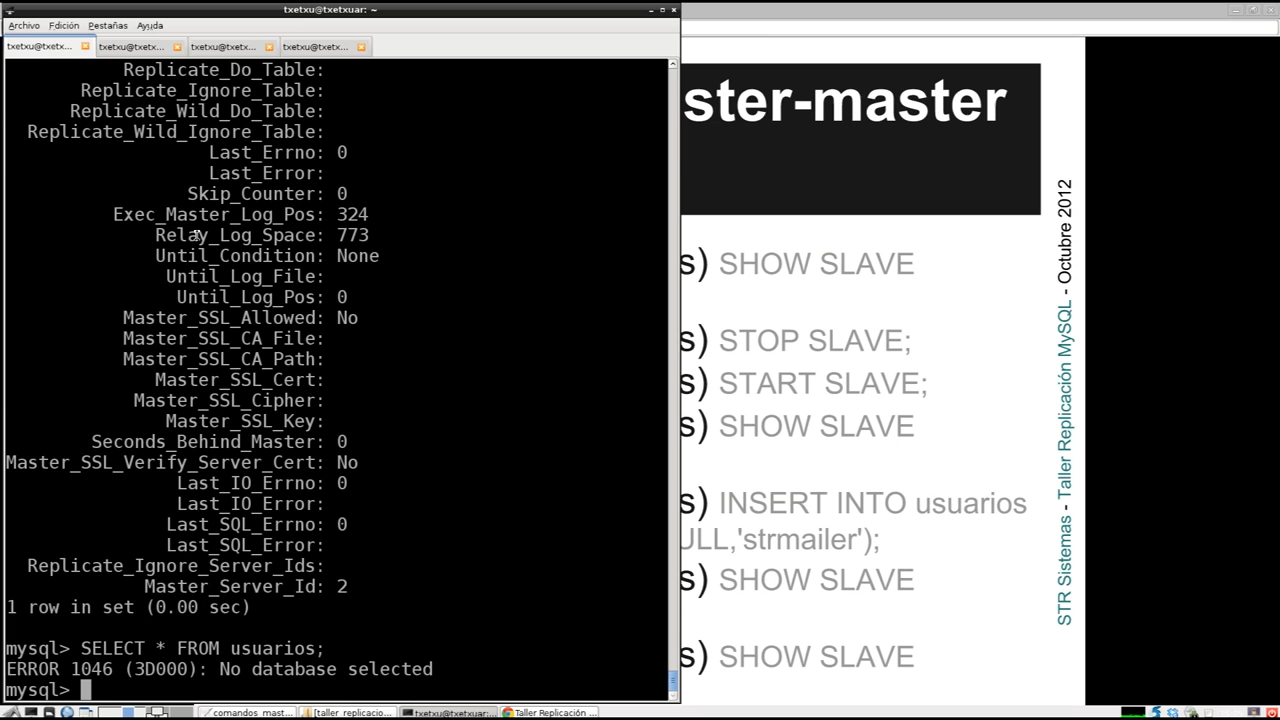 txetxu@txetxuar: ~
Archivo Edición Pestañas Ayuda
txetxu@txetx... txetxu@txetx... txetxu@txetx... txetxu@txetx...
Replicate_Do_Table:
Replicate_Ignore_Table:
Replicate_Wild_Do_Table:
Replicate_Wild_Ignore_Table:
Last_Errno: 0
Last_Error:
Skip_Counter: 0
Exec_Master_Log_Pos: 324
Relay_Log_Space: 773
Until_Condition: None
Until_Log_File:
Until_Log_Pos: 0
Master_SSL_Allowed: No
Master_SSL_CA_File:
Master_SSL_CA_Path:
Master_SSL_Cert:
Master_SSL_Cipher:
Master_SSL_Key:
Seconds_Behind_Master: 0
Master_SSL_Verify_Server_Cert: No
Last_IO_Errno: 0
Last_IO_Error:
Last_SQL_Errno: 0
Last_SQL_Error:
Replicate_Ignore_Server_Ids:
Master_Server_Id: 2
1 row in set (0.00 sec)
mysql> SELECT * FROM usuarios;
ERROR 1046 (3D000): No database selected
mysql>
ster-master
s) SHOW SLAVE
s) STOP SLAVE;
s) START SLAVE;
s) SHOW SLAVE
s) INSERT INTO usuarios
ULL,'strmailer');
s) SHOW SLAVE
s) SHOW SLAVE
STR Sistemas - Taller Replicación MySQL - Octubre 2012
comandos_mast... [taller_replicacio... txetxu@txetxuar:... Taller Replicación ...